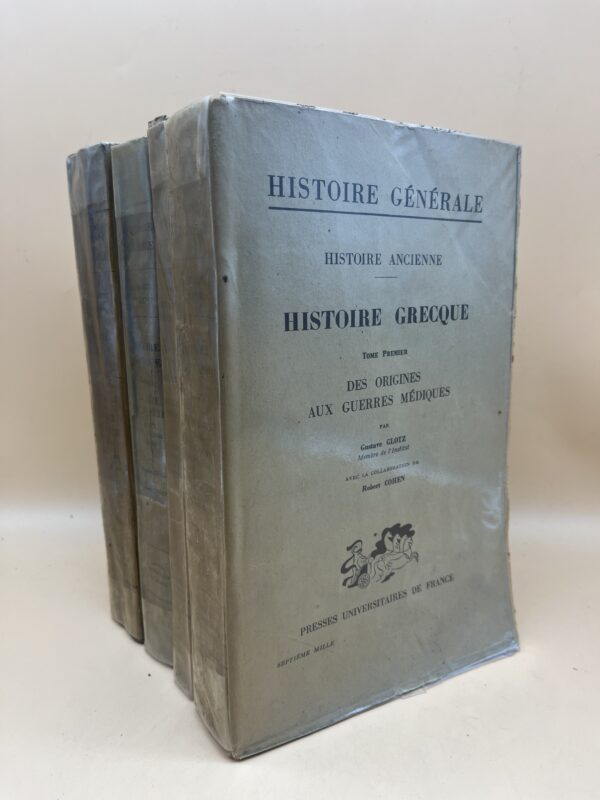 HISTOIRE GÉNÉRALE
HISTOIRE ANCIENNE
HISTOIRE GRECQUE
TOME PREMIER
DES ORIGINES
AUX GUERRES MÉDIQUES
PAR
Gustave GLOTZ
Membre de l'Institut
AVEC LA COLLABORATION DE
Robert COHEN
PRESSES UNIVERSITAIRES DE FRANCE
SEPTIÈME MILLE